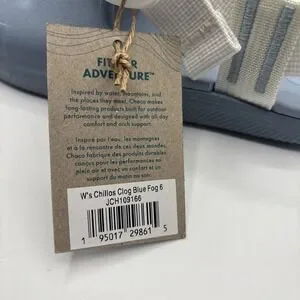 FIT FOR
ADVENTURE™
Inspired by water, mountains, and
the places they meet, Chaco makes
long-lasting products built for outdoor
performance and designed with all day
comfort and arch support.
Inspiré par l'eau, les montagnes
et à la rencontre de ces deux mondes,
Chaco fabrique des produits durables
conçus pour les performances en
plein air et avec un confort et un
support du matin au soir.
W's Chillos Clog Blue Fog 6
JCH109166
1 95017 29861 5